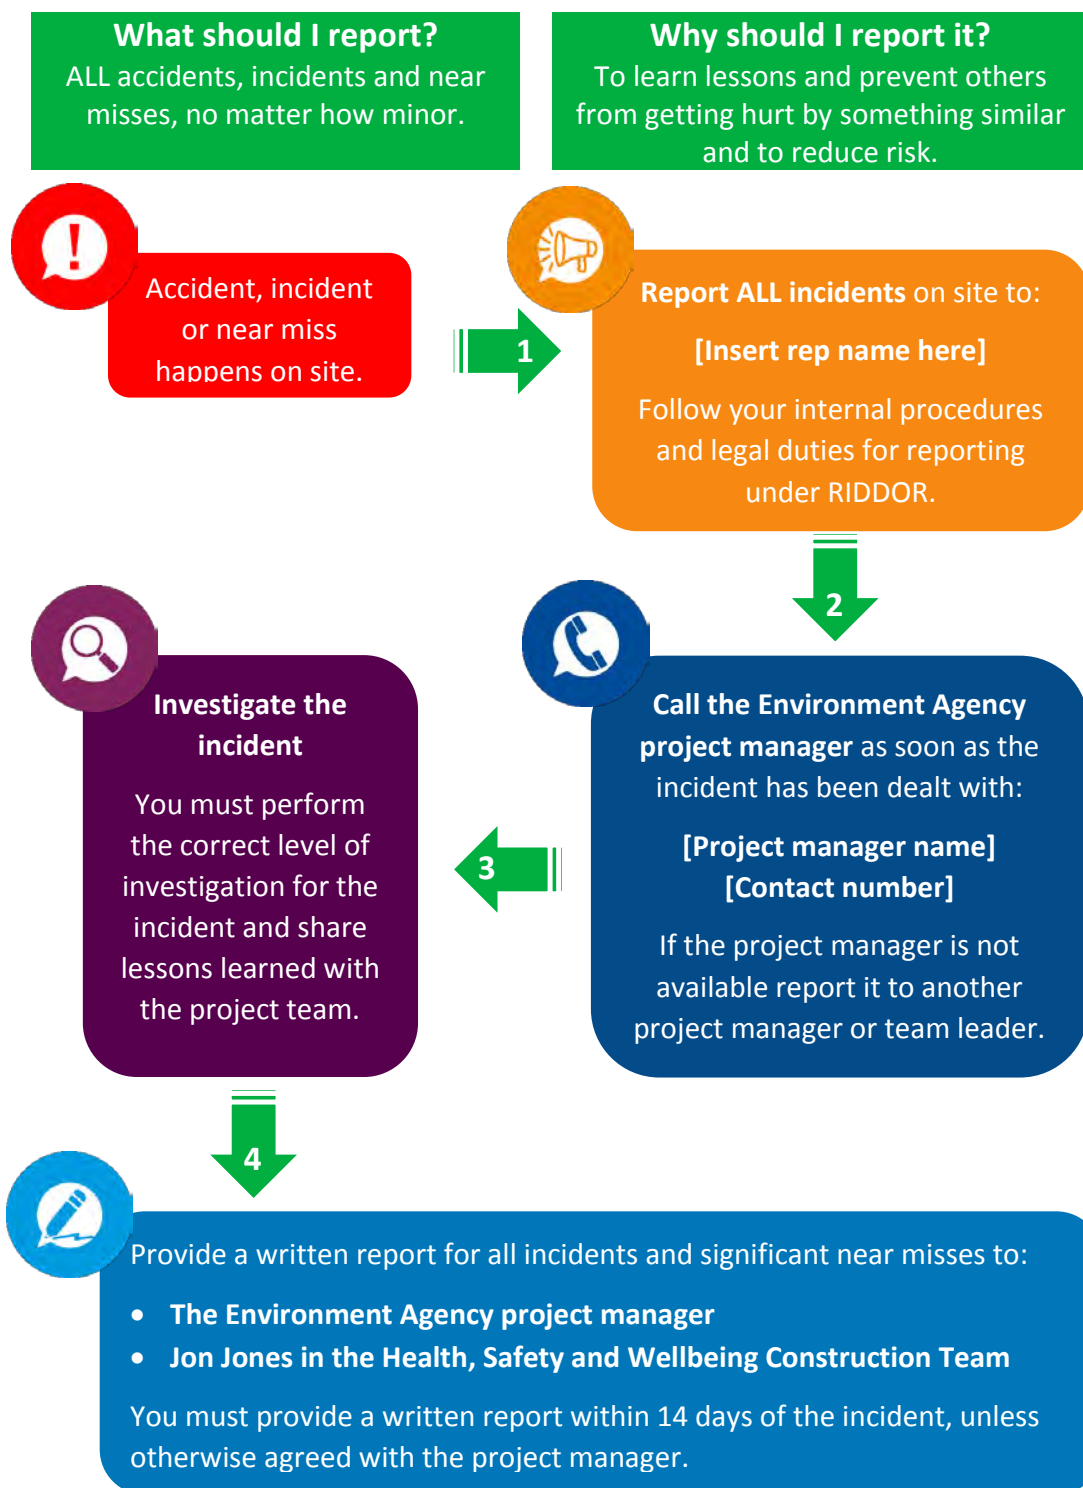 What should I report?
ALL accidents, incidents and near
misses, no matter how minor.
Why should I report it?
To learn lessons and prevent others
from getting hurt by something similar
and to reduce risk.
Accident, incident
or near miss
happens on site.
1
Report ALL incidents on site to:
[Insert rep name here]
Follow your internal procedures
and legal duties for reporting
under RIDDOR.
2
Call the Environment Agency
project manager as soon as the
incident has been dealt with:
[Project manager name]
[Contact number]
If the project manager is not
available report it to another
project manager or team leader.
3
Investigate the
incident
You must perform
the correct level of
investigation for the
incident and share
lessons learned with
the project team.
4
Provide a written report for all incidents and significant near misses to:
• The Environment Agency project manager
• Jon Jones in the Health, Safety and Wellbeing Construction Team
You must provide a written report within 14 days of the incident, unless
otherwise agreed with the project manager.